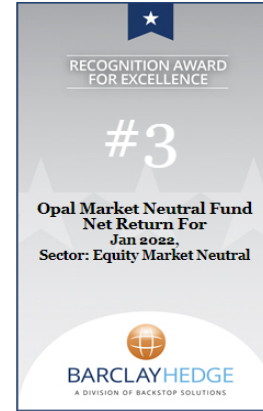 RECOGNITION AWARD
FOR EXCELLENCE
#3
Opal Market Neutral Fund
Net Return For
Jan 2022,
Sector: Equity Market Neutral
BARCLAYHEDGE
A DIVISION OF BACKSTOP SOLUTIONS